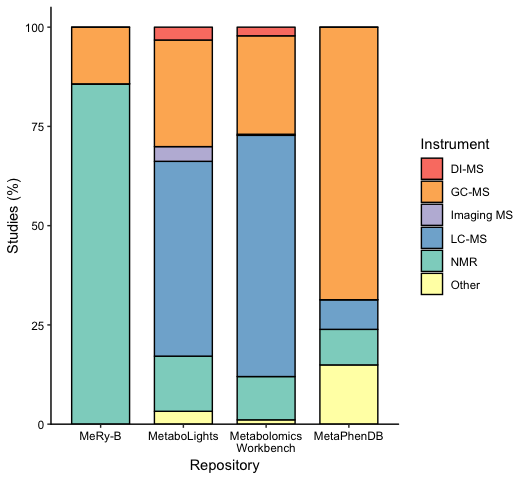 100
75
50
25
0
Studies (%)
MeRy-B
MetaboLights
Metabolomics
Workbench
MetaPhenDB
Repository
Instrument
DI-MS
GC-MS
Imaging MS
LC-MS
NMR
Other